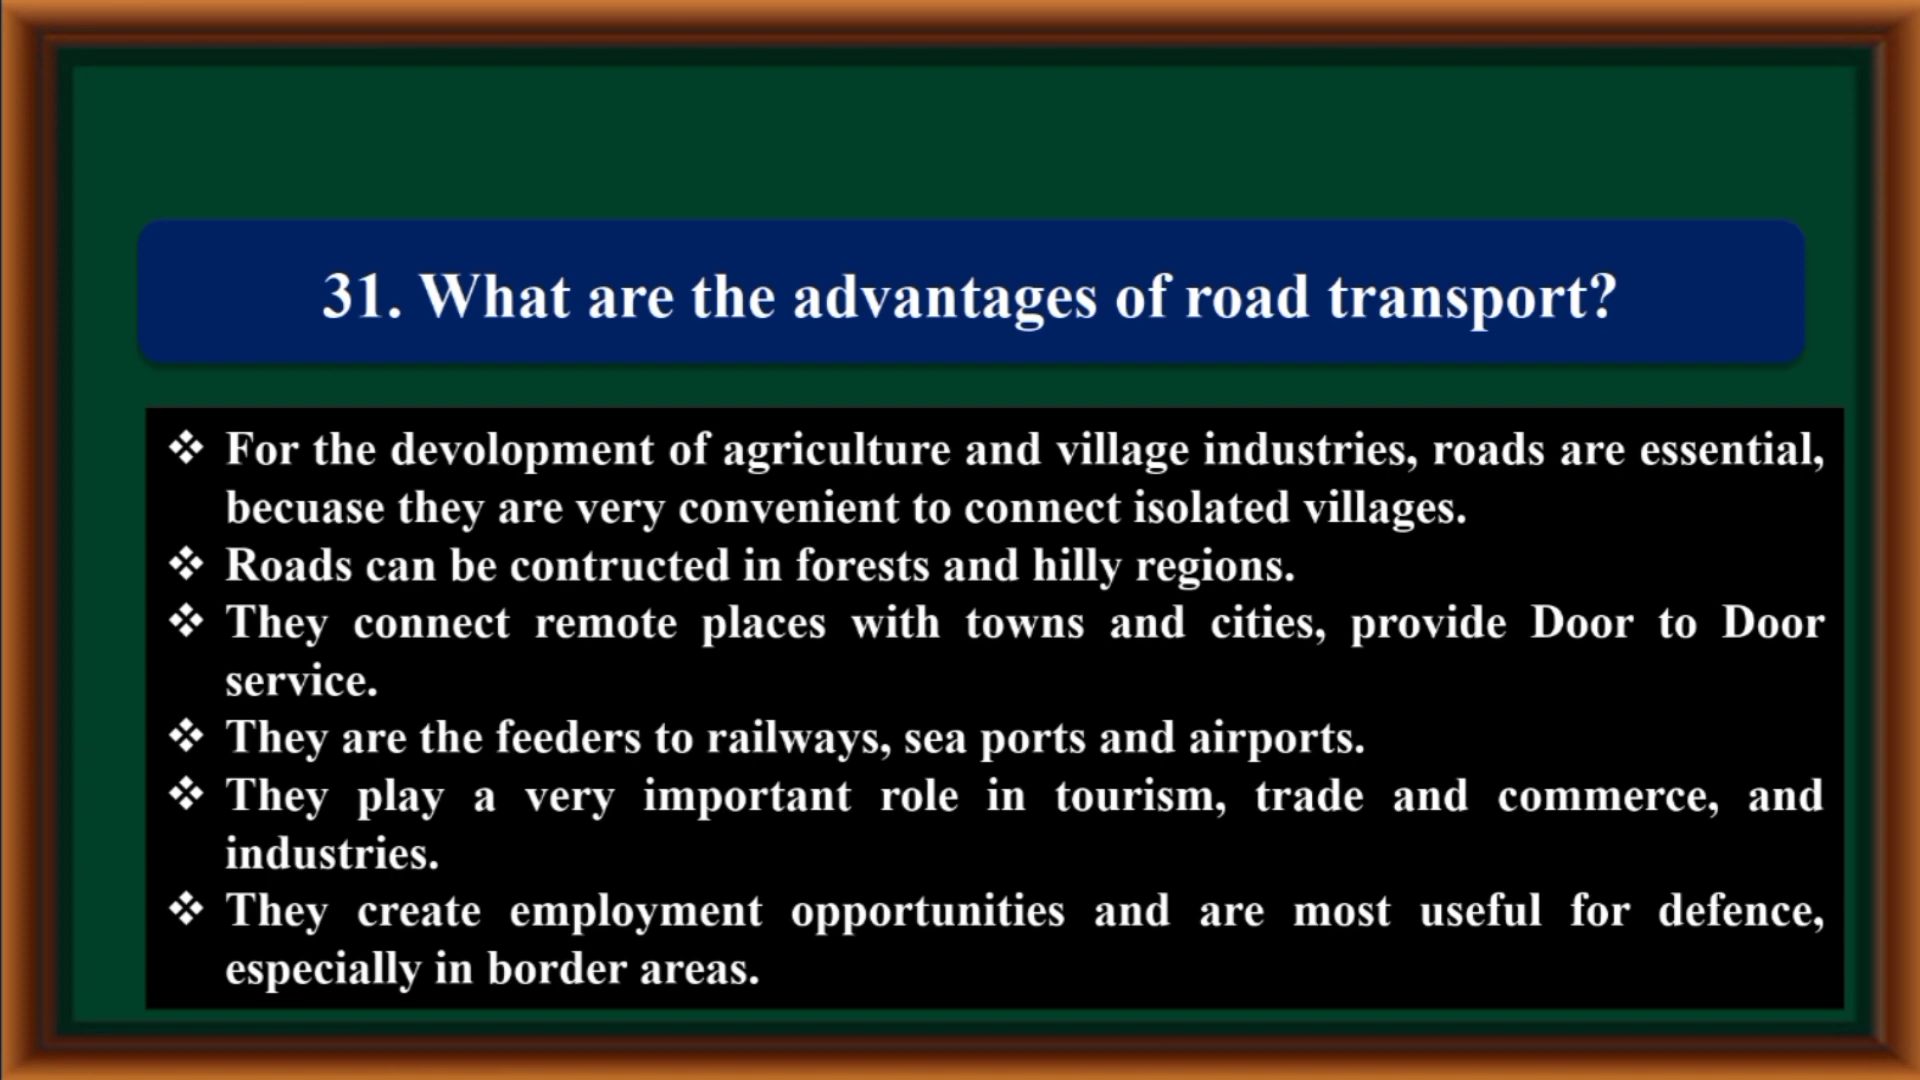 31. What are the advantages of road transport?
❖ For the devolopment of agriculture and village industries, roads are essential,
becuase they are very convenient to connect isolated villages.
❖ Roads can be contructed in forests and hilly regions.
❖ They connect remote places with towns and cities, provide Door to Door
service.
❖ They are the feeders to railways, sea ports and airports.
❖ They play a very important role in tourism, trade and commerce, and
industries.
❖ They create employment opportunities and are most useful for defence,
especially in border areas.